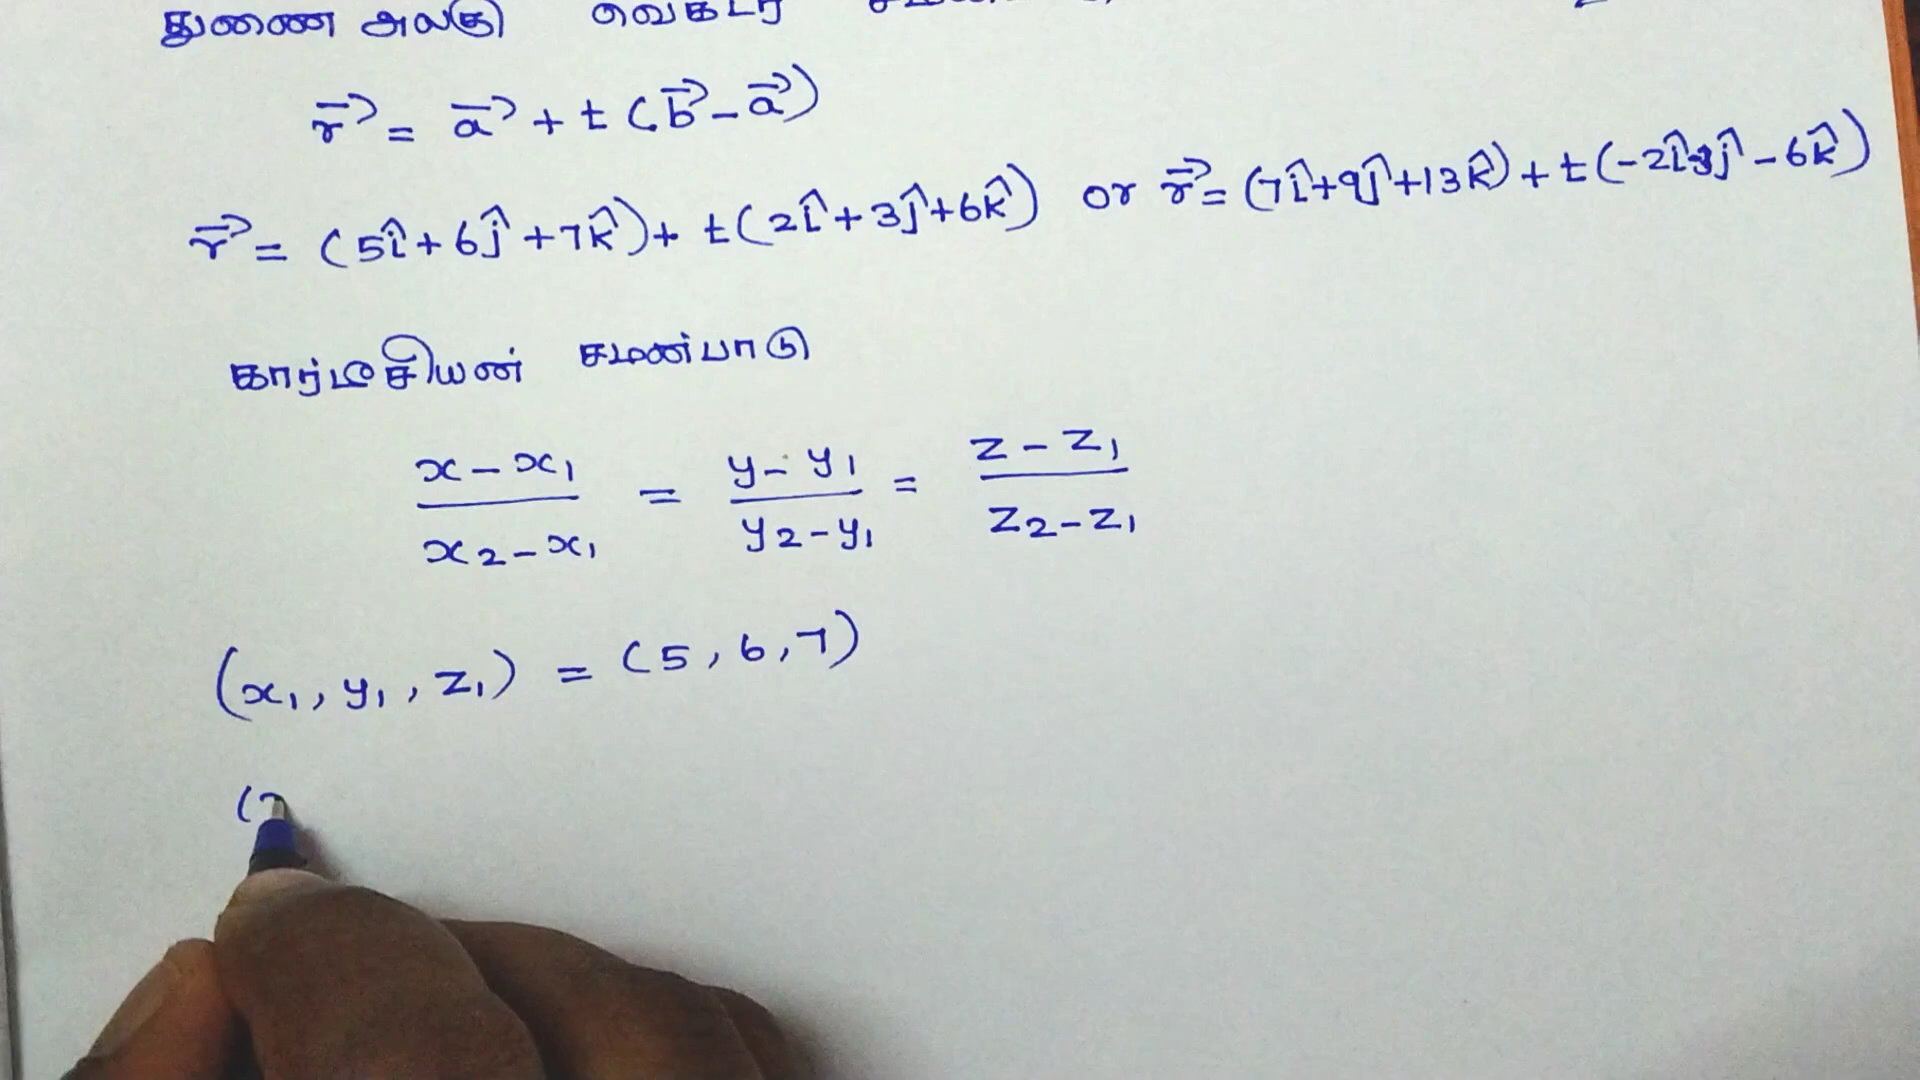 துணை அலகு வெக்டர்
r⃗ = a⃗ + t (b⃗ - a⃗)
r⃗ = (5î + 6ĵ + 7k̂) + t(2î + 3ĵ + 6k̂) or r⃗ = (7î + 9ĵ + 13k̂) + t(-2î -3ĵ - 6k̂)
கார்டீசியன் சமன்பாடு
(x - x₁)/(x₂ - x₁) = (y - y₁)/(y₂ - y₁) = (z - z₁)/(z₂ - z₁)
(x₁, y₁, z₁) = (5, 6, 7)
(